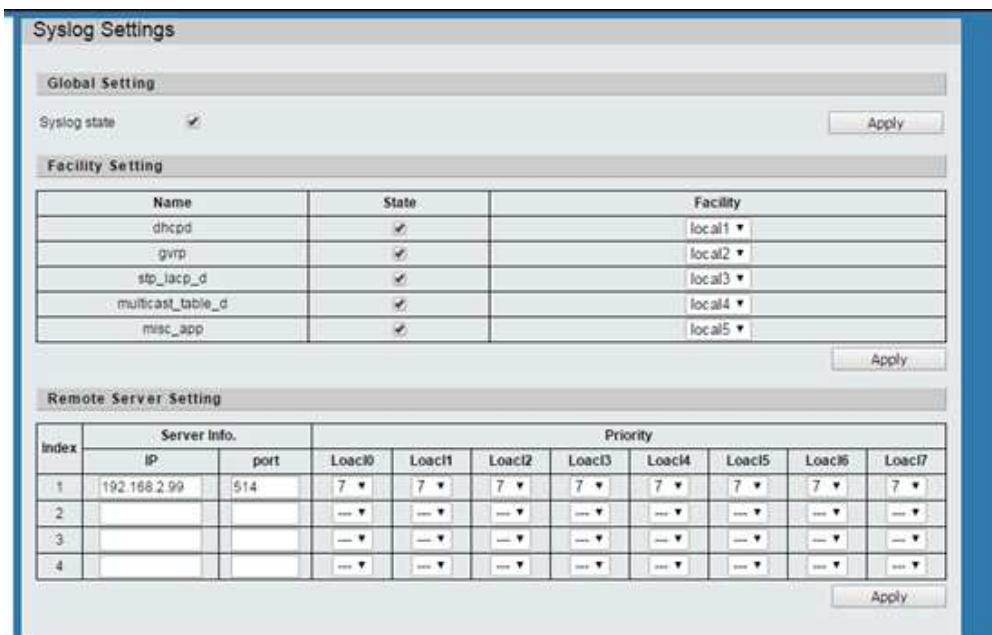 Syslog Settings
Global Setting
Syslog state
Apply
Facility Setting
Name State Facility
dhcpd local1
gvrp local2
stp_lacp_d local3
multicast_table_d local4
misc_app local5
Apply
Remote Server Setting
Index Server Info. Priority
IP port Loacl0 Loacl1 Loacl2 Loacl3 Loacl4 Loacl5 Loacl6 Loacl7
1 192.168.2.99 514 7 7 7 7 7 7 7 7
2 --- --- --- --- --- --- --- ---
3 --- --- --- --- --- --- --- ---
4 --- --- --- --- --- --- --- ---
Apply